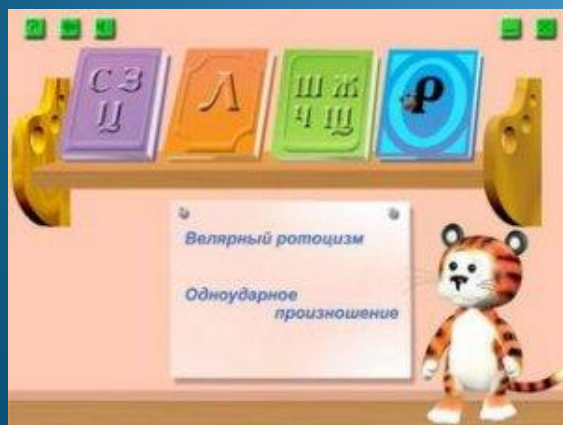 ?
С З
Ц
Л
Ш Ж
Ч Щ
Р
Велярный ротоцизм
Одноударное
произношение